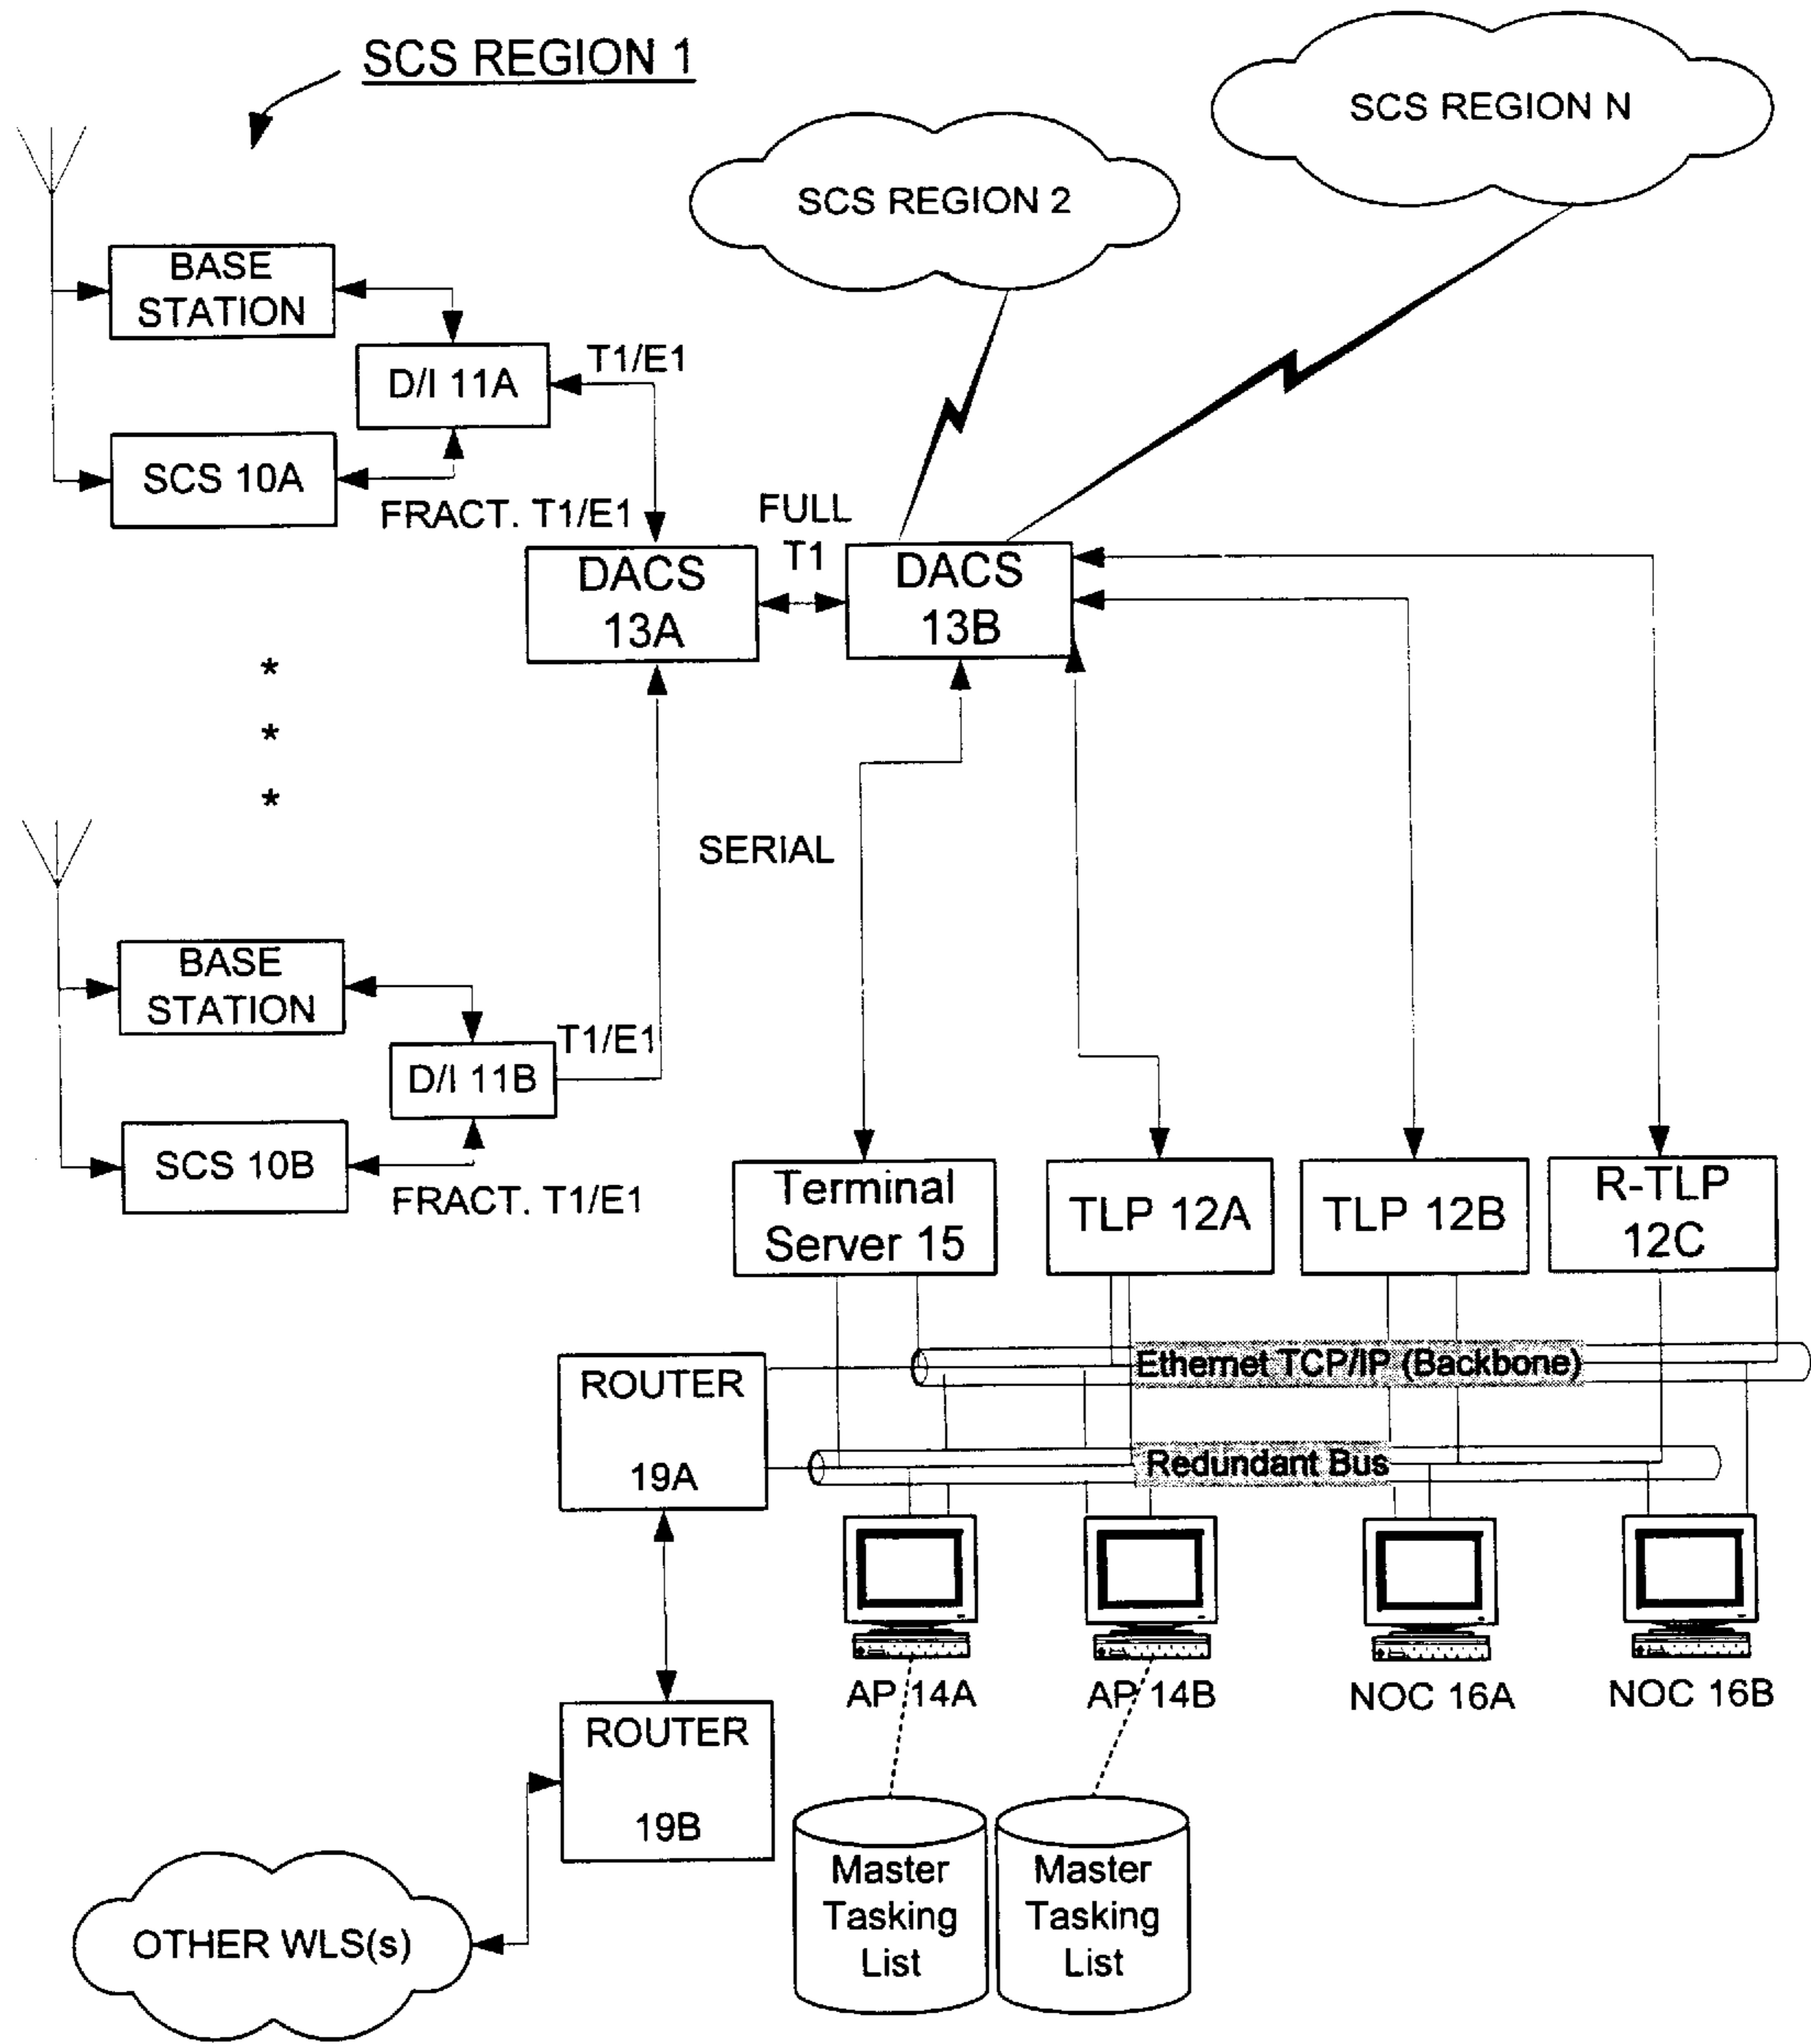 SCS REGION 1
SCS REGION N
SCS REGION 2
BASE
STATION
D/I 11A
T1/E1
SCS 10A
FRACT. T1/E1
FULL
T1
DACS
13A
DACS
13B
*
*
*
SERIAL
BASE
STATION
D/I 11B
T1/E1
SCS 10B
FRACT. T1/E1
Terminal
Server 15
TLP 12A
TLP 12B
R-TLP
12C
ROUTER
19A
Ethernet TCP/IP (Backbone)
Redundant Bus
AP 14A
AP 14B
NOC 16A
NOC 16B
ROUTER
19B
Master
Tasking
List
Master
Tasking
List
OTHER WLS(s)